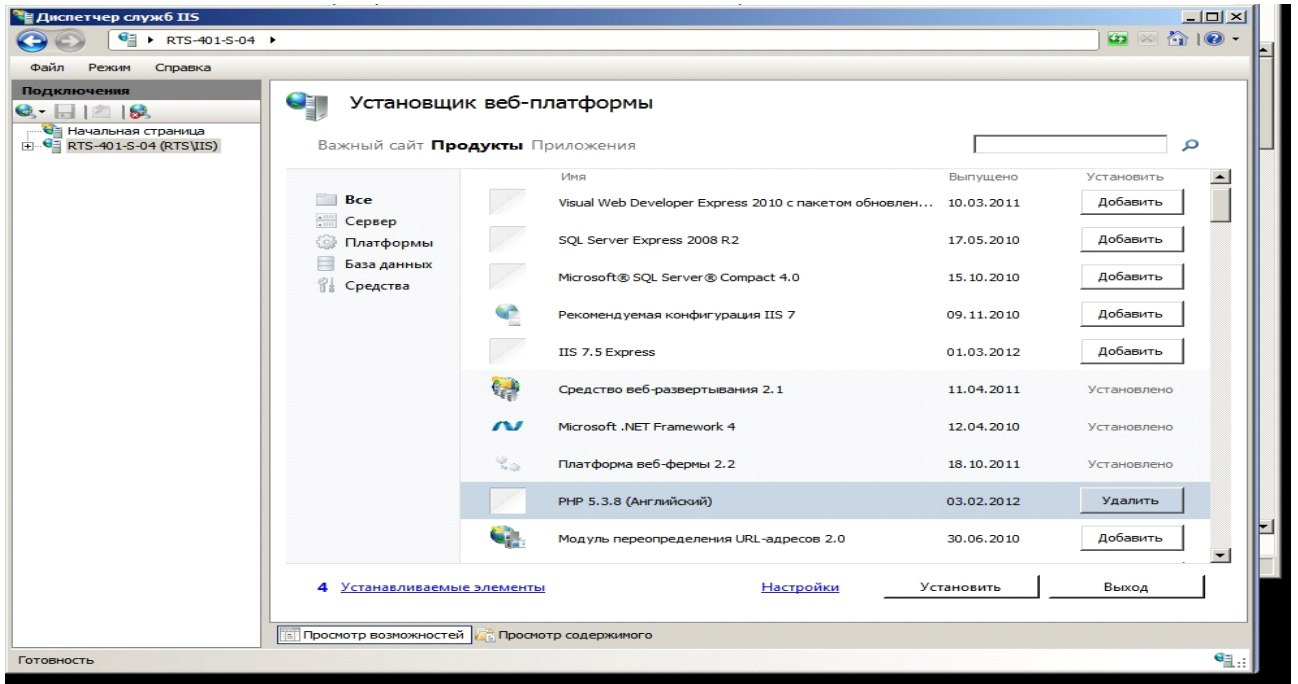 Диспетчер служб IIS
RTS-401-S-04
Файл Режим Справка
Подключения
Начальная страница
RTS-401-S-04 (RTS\IIS)
Установщик веб-платформы
Важный сайт Продукты Приложения
Все
Сервер
Платформы
База данных
Средства
Имя Выпущено Установить
Visual Web Developer Express 2010 с пакетом обновлен... 10.03.2011 Добавить
SQL Server Express 2008 R2 17.05.2010 Добавить
Microsoft® SQL Server® Compact 4.0 15.10.2010 Добавить
Рекомендуемая конфигурация IIS 7 09.11.2010 Добавить
IIS 7.5 Express 01.03.2012 Добавить
Средство веб-развертывания 2.1 11.04.2011 Установлено
Microsoft .NET Framework 4 12.04.2010 Установлено
Платформа веб-фермы 2.2 18.10.2011 Установлено
PHP 5.3.8 (Английский) 03.02.2012 Удалить
Модуль переопределения URL-адресов 2.0 30.06.2010 Добавить
4 Устанавливаемые элементы Настройки Установить Выход
Просмотр возможностей Просмотр содержимого
Готовность